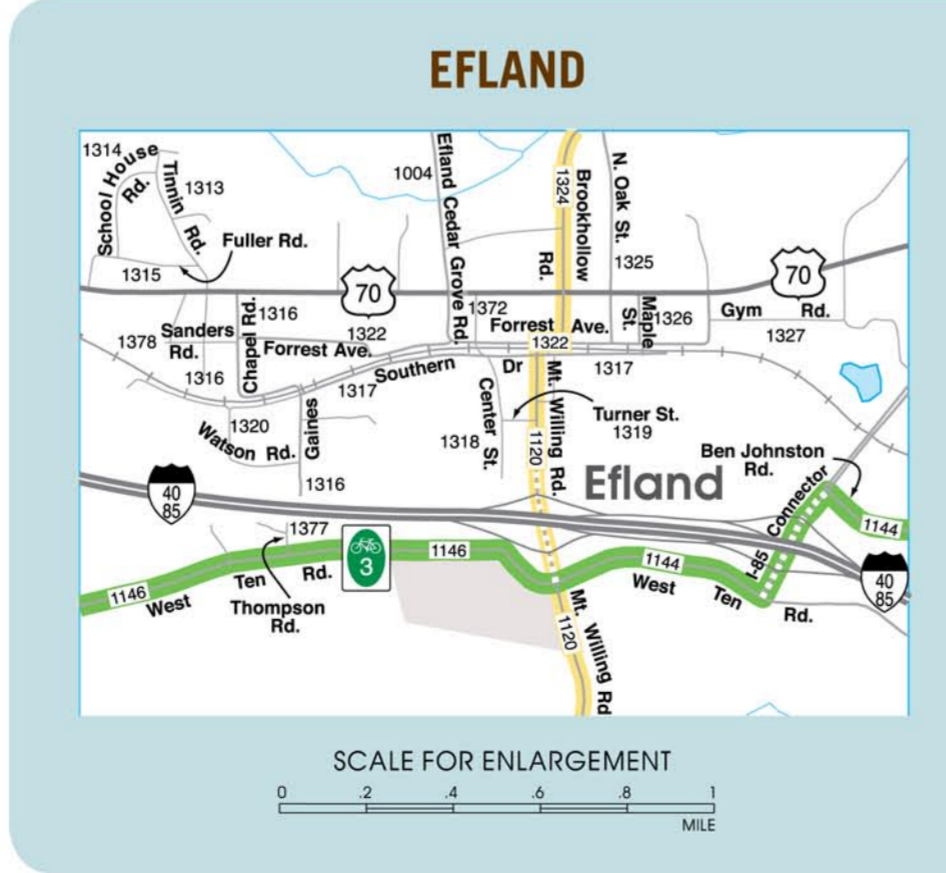 EFLAND
1314
School House
Rd.
Tinnin
Rd.
1313
Fuller Rd.
1315
1004
Efland Cedar Grove Rd.
1324
Brookhollow
Rd.
N. Oak St.
1325
70
70
Chapel Rd.
1316
1372
Forrest Ave.
St.
Maple
1326
Gym Rd.
1327
1378
Sanders
Rd.
1322
Forrest Ave.
1322
1316
1317
Southern Dr
1317
1320
Watson Rd.
Gaines
1316
Center St.
1318
Mt. Willing Rd.
1120
Turner St.
1319
Efland
Ben Johnston
Rd.
I-85 Connector
1144
40
85
40
85
1377
3
1146
1144
1146
West Ten Rd.
West Ten Rd.
Thompson
Rd.
Mt. Willing Rd
1120
SCALE FOR ENLARGEMENT
0 .2 .4 .6 .8 1
MILE